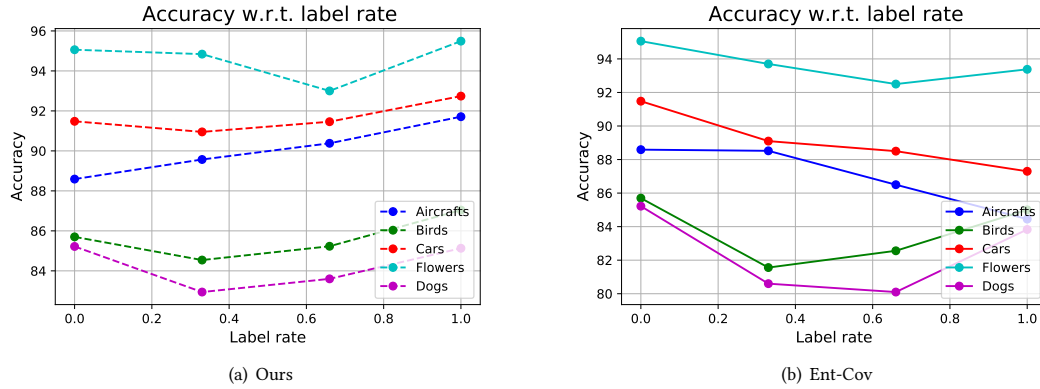 Accuracy w.r.t. label rate
96
94
92
90
88
86
84
Accuracy
0.0 0.2 0.4 0.6 0.8 1.0
Label rate
Aircrafts
Birds
Cars
Flowers
Dogs
(a) Ours
Accuracy w.r.t. label rate
94
92
90
88
86
84
82
80
Accuracy
0.0 0.2 0.4 0.6 0.8 1.0
Label rate
Aircrafts
Birds
Cars
Flowers
Dogs
(b) Ent-Cov